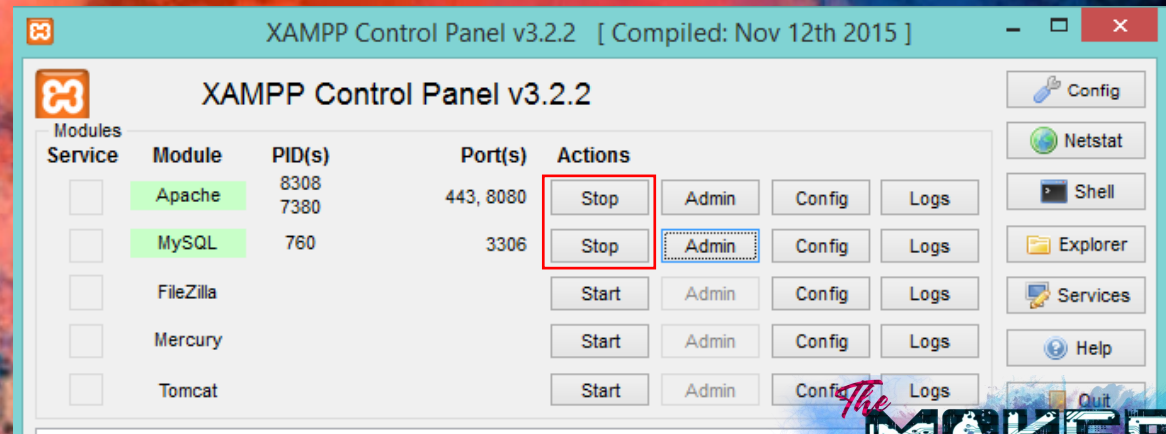 XAMPP Control Panel v3.2.2 [ Compiled: Nov 12th 2015 ]
XAMPP Control Panel v3.2.2
Config
Modules
Service Module PID(s) Port(s) Actions
Netstat
Apache 8308 7380 443, 8080 Stop Admin Config Logs
Shell
MySQL 760 3306 Stop Admin Config Logs
Explorer
FileZilla Start Admin Config Logs
Services
Mercury Start Admin Config Logs
Help
Tomcat Start Admin Config Logs
Quit
The